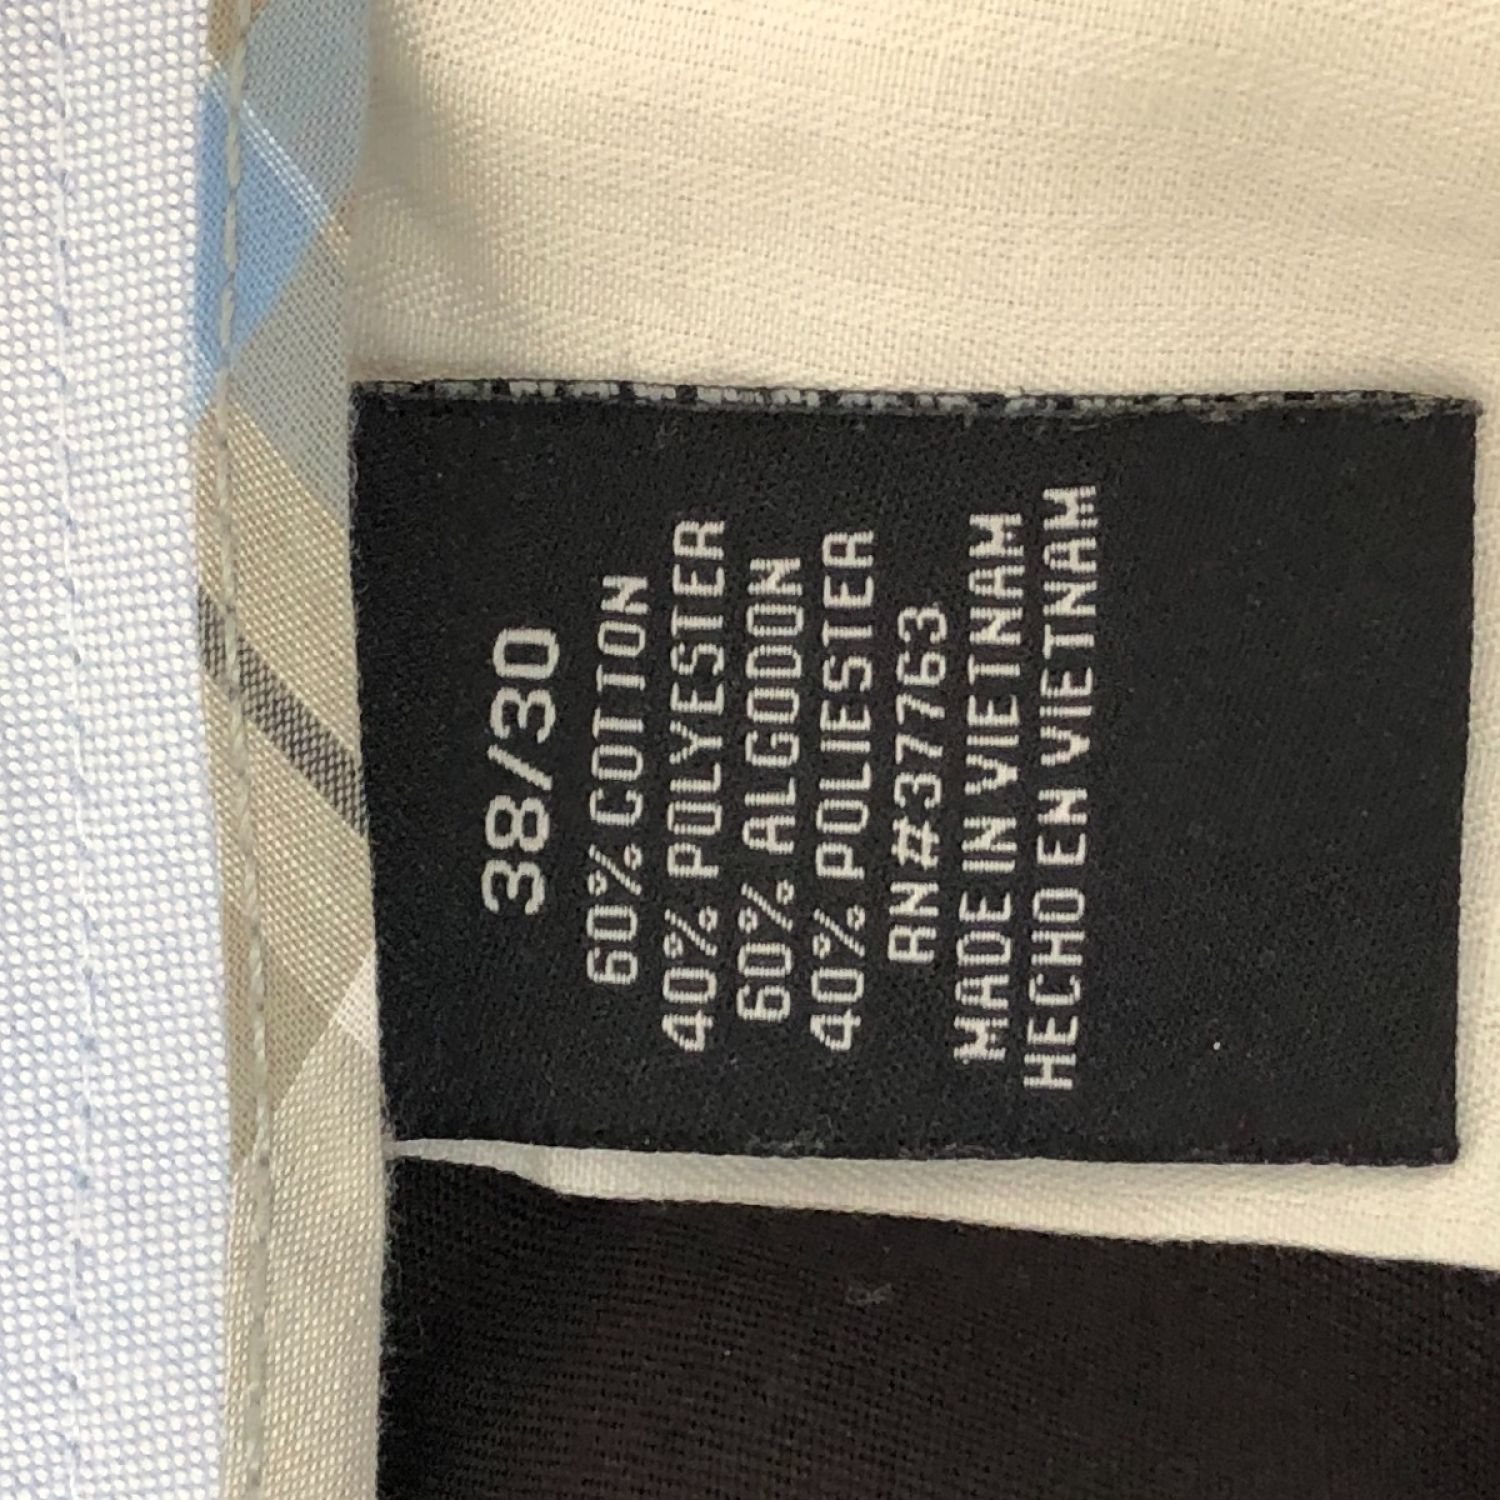 38/30
60% COTTON
40% POLYESTER
60% ALGODON
40% POLIESTER
RN#37763
MADE IN VIETNAM
HECHO EN VIETNAM